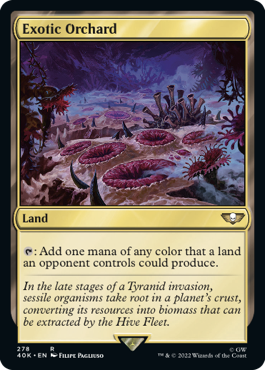 Exotic Orchard
Land
: Add one mana of any color that a land
an opponent controls could produce.
In the late stages of a Tyranid invasion,
sessile organisms take root in a planet's crust,
converting its resources into biomass that can
be extracted by the Hive Fleet.
278 R
40K • EN Filipe Pagliuso
© GW
™ & © 2022 Wizards of the Coast